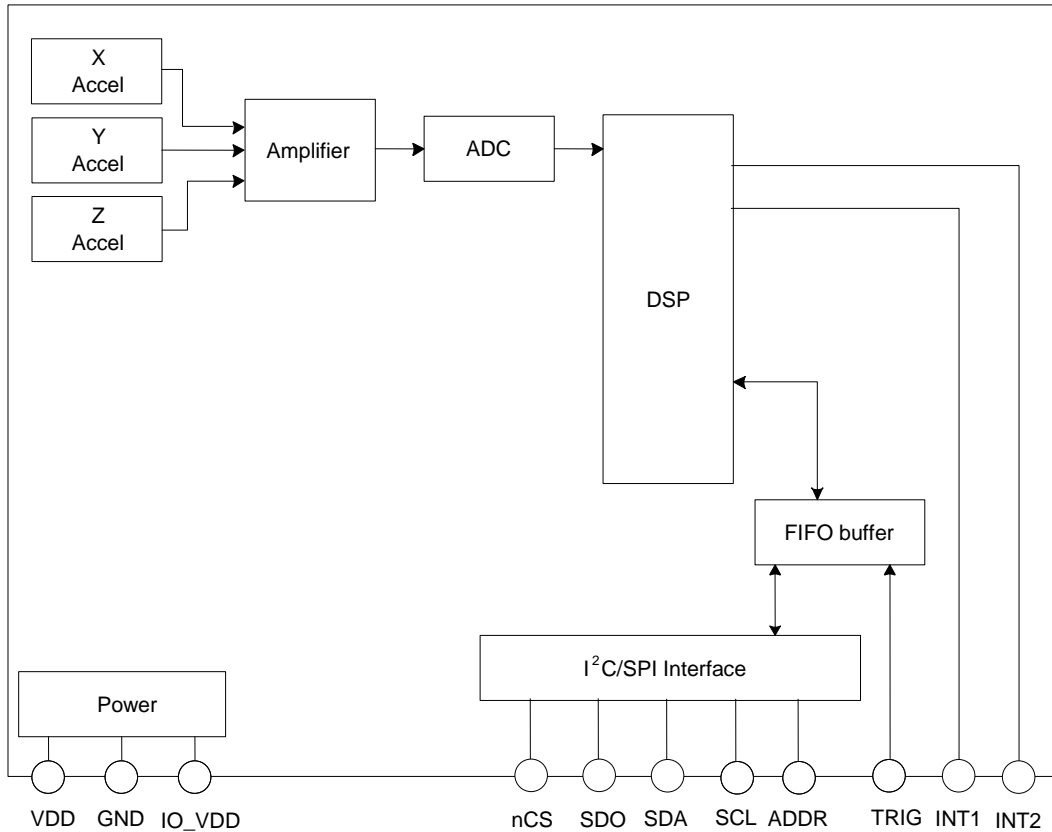 X
Accel
Y
Accel
Z
Accel
Amplifier
ADC
DSP
FIFO buffer
I²C/SPI Interface
Power
VDD
GND
IO_VDD
nCS
SDO
SDA
SCL
ADDR
TRIG
INT1
INT2